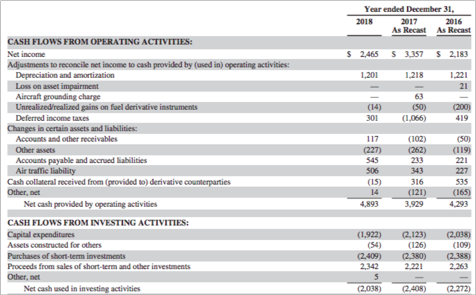 Year ended December 31,
2018 2017 As Recast 2016 As Recast
CASH FLOWS FROM OPERATING ACTIVITIES:
Net income $ 2,465 $ 3,357 $ 2,183
Adjustments to reconcile net income to cash provided by (used in) operating activities:
Depreciation and amortization 1,201 1,218 1,221
Loss on asset impairment — — 21
Aircraft grounding charge — 63 —
Unrealized/realized gains on fuel derivative instruments (14) (50) (200)
Deferred income taxes 301 (1,066) 419
Changes in certain assets and liabilities:
Accounts and other receivables 117 (102) (50)
Other assets (227) (262) (119)
Accounts payable and accrued liabilities 545 233 221
Air traffic liability 506 343 227
Cash collateral received from (provided to) derivative counterparties (15) 316 535
Other, net 14 (121) (165)
Net cash provided by operating activities 4,893 3,929 4,293
CASH FLOWS FROM INVESTING ACTIVITIES:
Capital expenditures (1,922) (2,123) (2,038)
Assets constructed for others (54) (126) (109)
Purchases of short-term investments (2,409) (2,380) (2,388)
Proceeds from sales of short-term and other investments 2,342 2,221 2,263
Other, net 5 — —
Net cash used in investing activities (2,038) (2,408) (2,272)